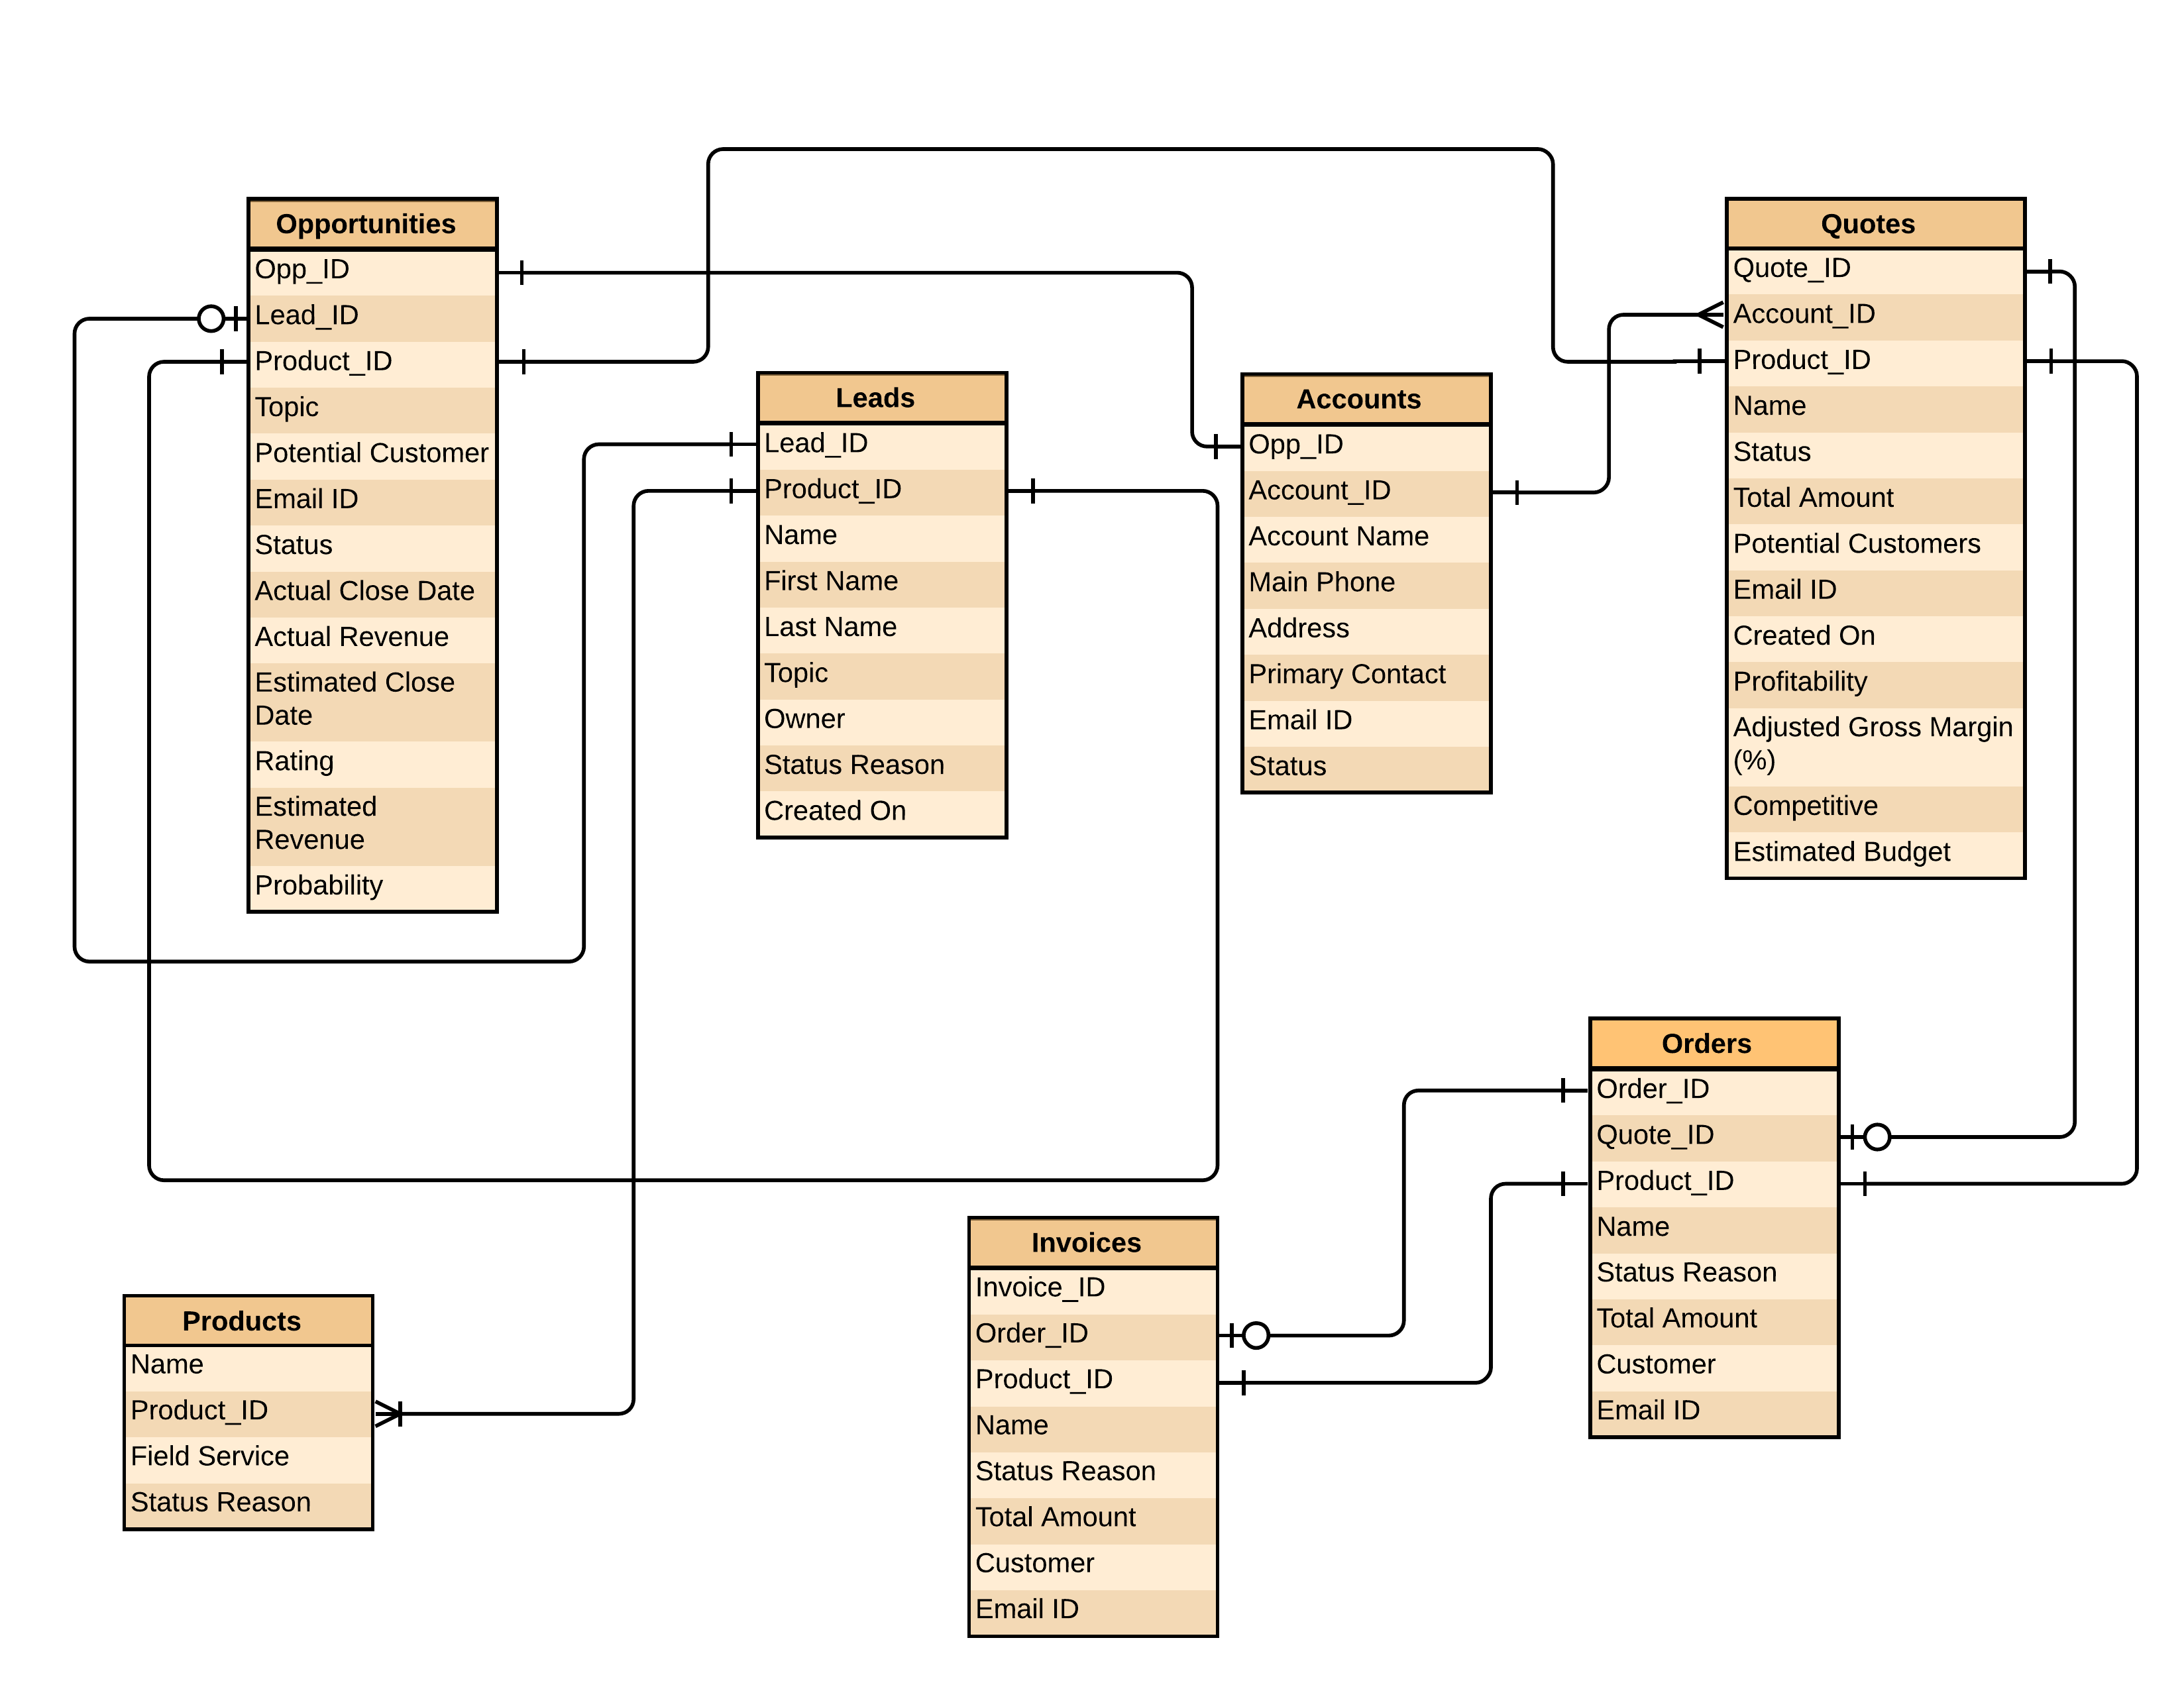 Opportunities
Opp_ID
Lead_ID
Product_ID
Topic
Potential Customer
Email ID
Status
Actual Close Date
Actual Revenue
Estimated Close
Date
Rating
Estimated
Revenue
Probability
Leads
Lead_ID
Product_ID
Name
First Name
Last Name
Topic
Owner
Status Reason
Created On
Accounts
Opp_ID
Account_ID
Account Name
Main Phone
Address
Primary Contact
Email ID
Status
Quotes
Quote_ID
Account_ID
Product_ID
Name
Status
Total Amount
Potential Customers
Email ID
Created On
Profitability
Adjusted Gross Margin
(%)
Competitive
Estimated Budget
Orders
Order_ID
Quote_ID
Product_ID
Name
Status Reason
Total Amount
Customer
Email ID
Invoices
Invoice_ID
Order_ID
Product_ID
Name
Status Reason
Total Amount
Customer
Email ID
Products
Name
Product_ID
Field Service
Status Reason